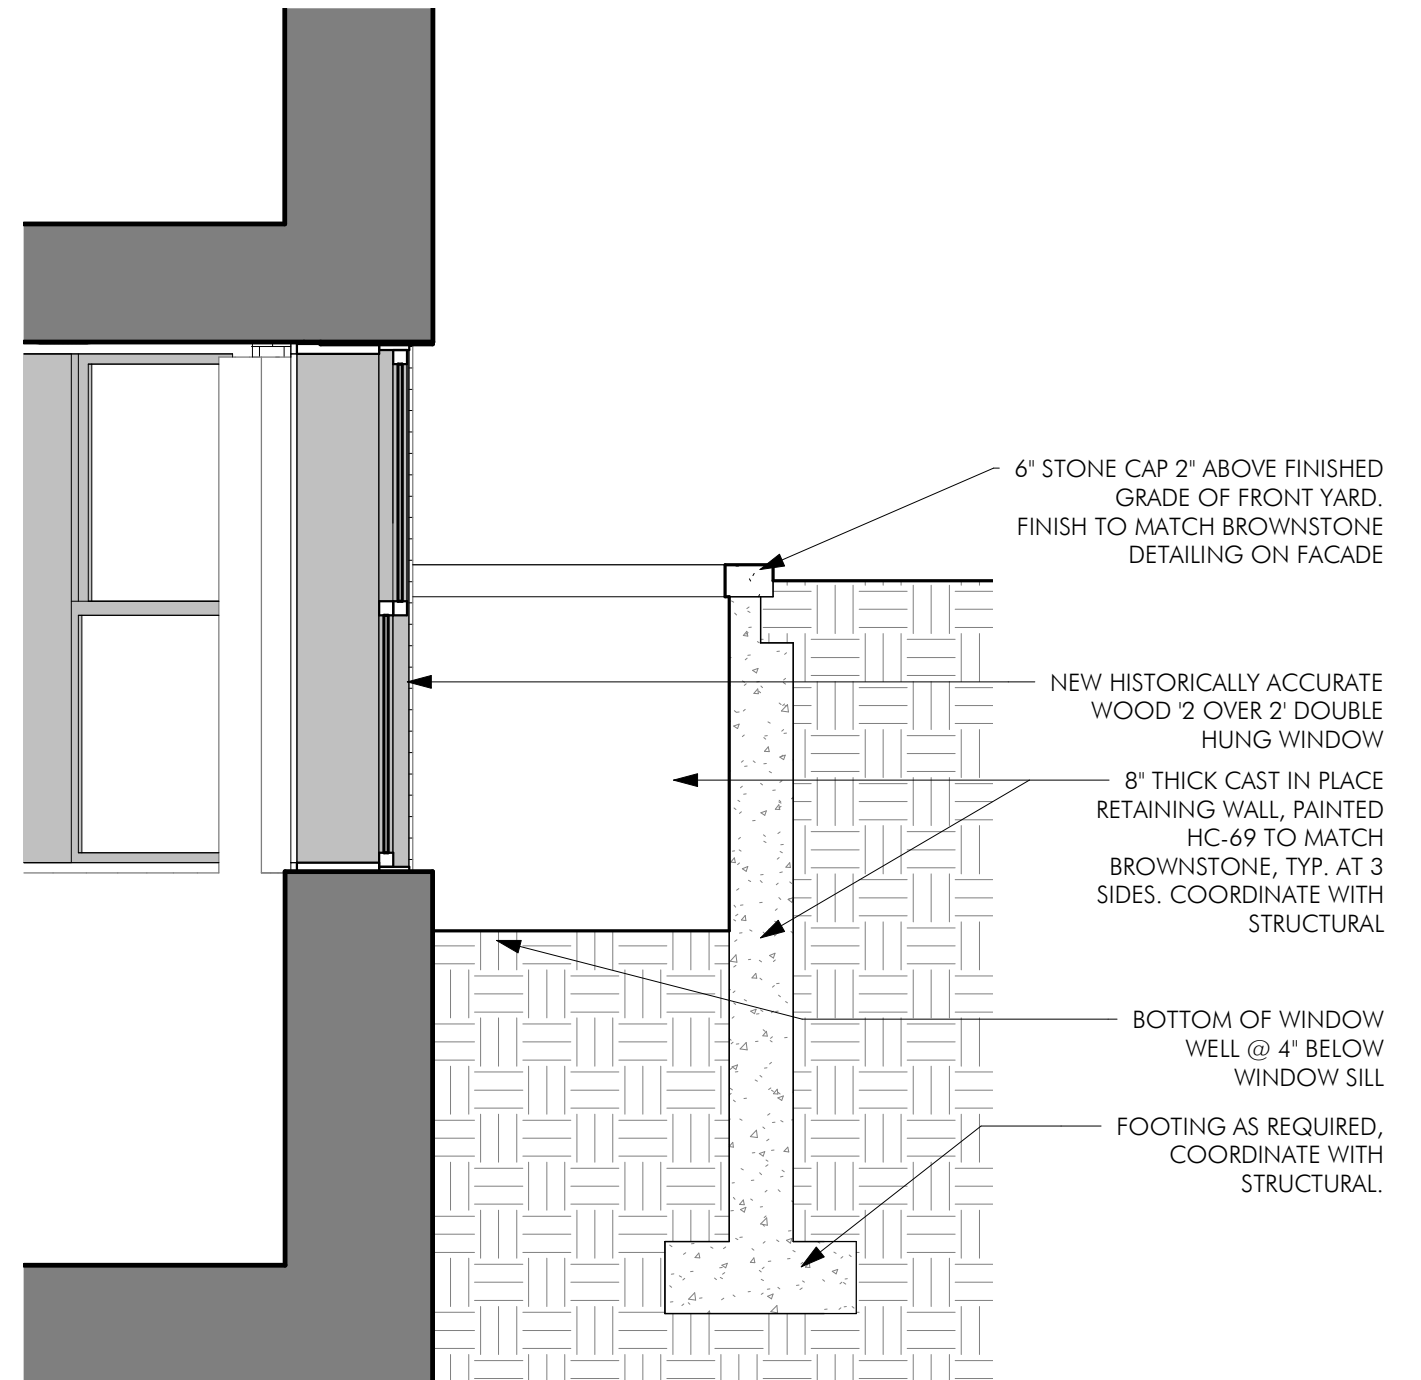 6" STONE CAP 2" ABOVE FINISHED
GRADE OF FRONT YARD.
FINISH TO MATCH BROWNSTONE
DETAILING ON FACADE
NEW HISTORICALLY ACCURATE
WOOD '2 OVER 2' DOUBLE
HUNG WINDOW
8" THICK CAST IN PLACE
RETAINING WALL, PAINTED
HC-69 TO MATCH
BROWNSTONE, TYP. AT 3
SIDES. COORDINATE WITH
STRUCTURAL
BOTTOM OF WINDOW
WELL @ 4" BELOW
WINDOW SILL
FOOTING AS REQUIRED,
COORDINATE WITH
STRUCTURAL.